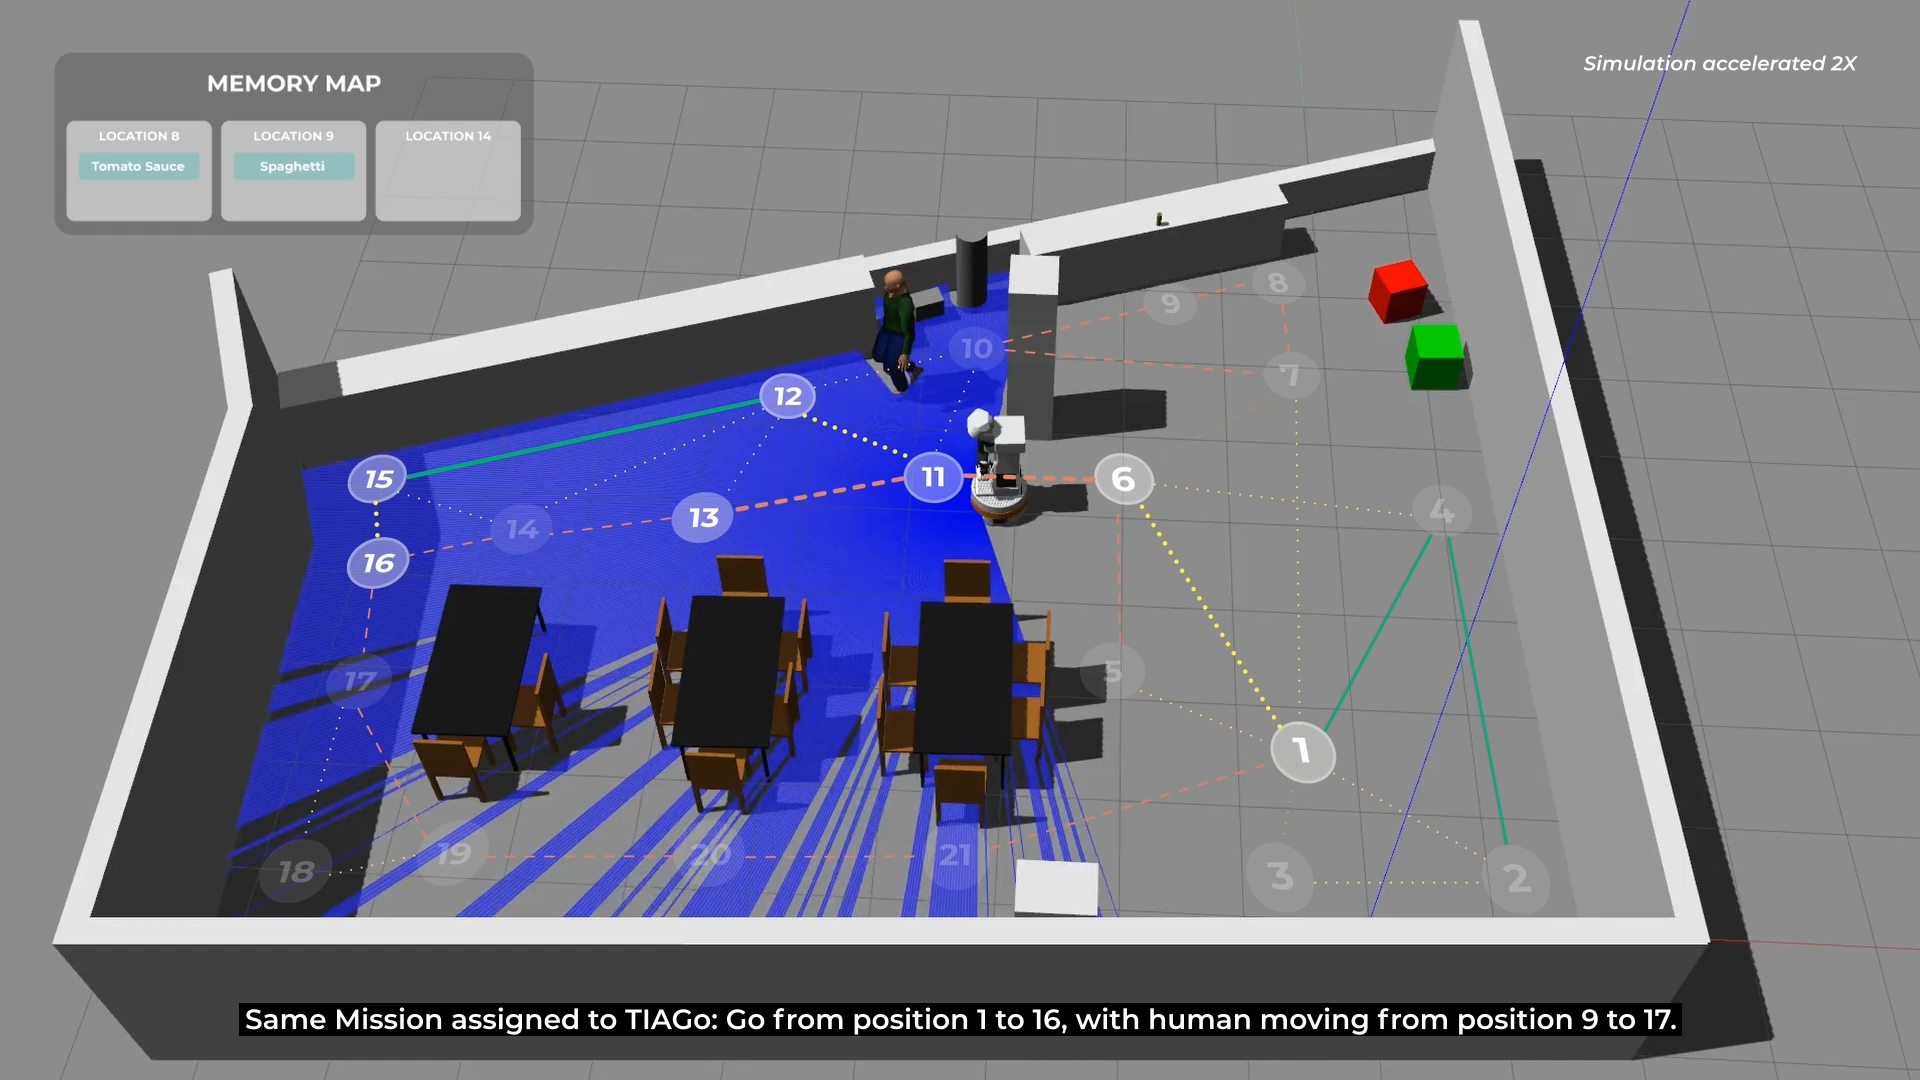 MEMORY MAP
Simulation accelerated 2X
LOCATION 8
LOCATION 9
LOCATION 14
Tomato Sauce
Spaghetti
8
9
10
7
12
15
11
6
14
13
4
16
5
17
1
18
19
20
21
3
2
Same Mission assigned to TIAGo: Go from position 1 to 16, with human moving from position 9 to 17.